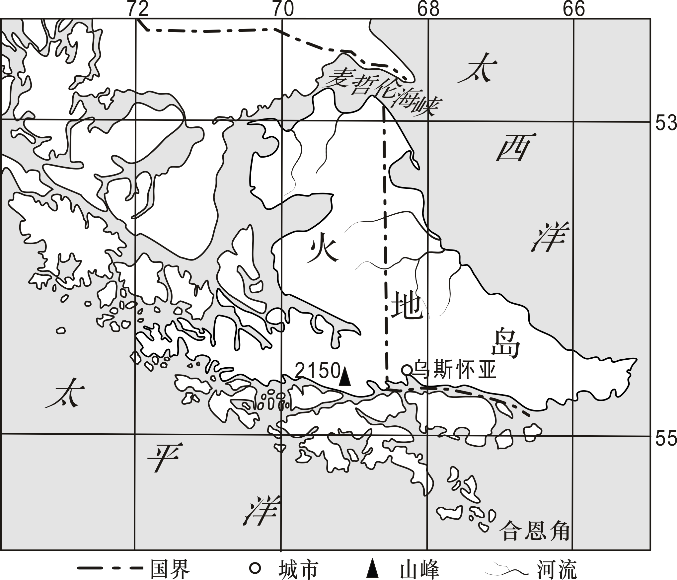 72 70 68 66
麦哲伦海峡
太西洋
53
火地岛
2150
乌斯怀亚
太平洋
55
合恩角
国界 城市 山峰 河流